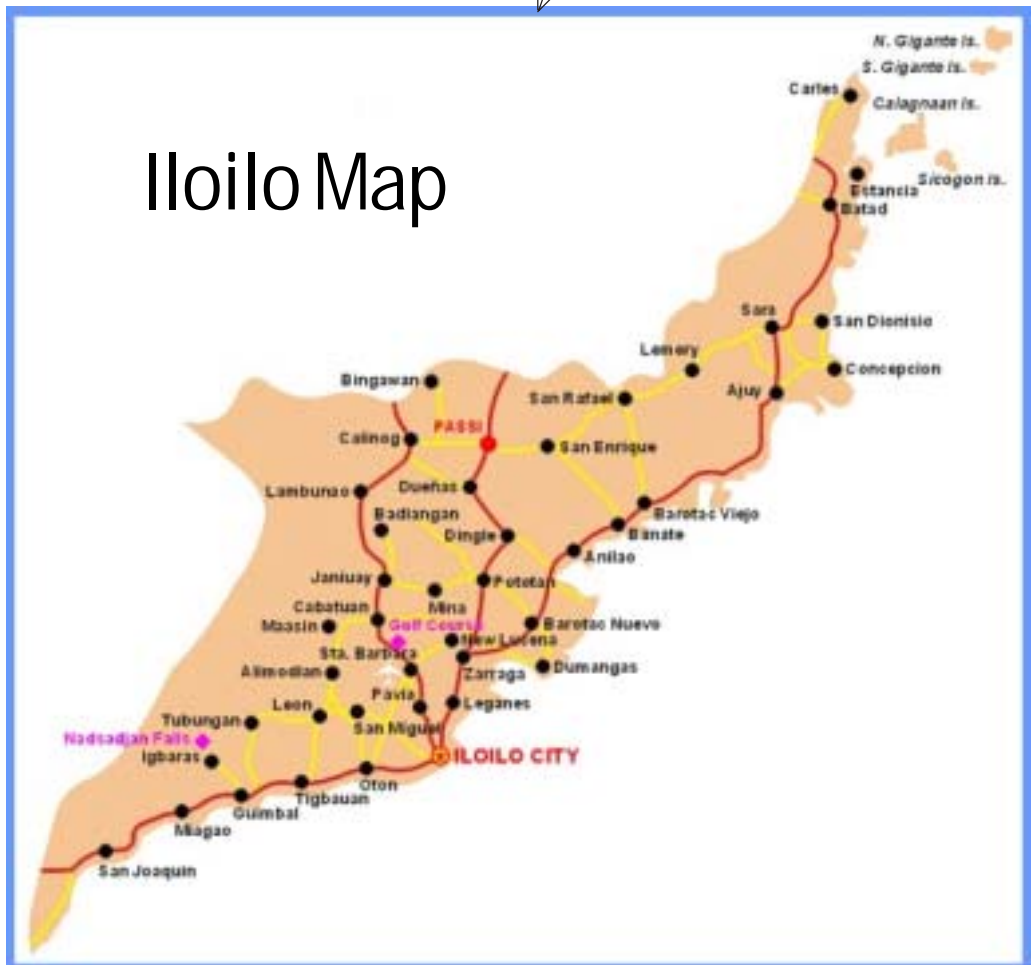 N. Gigante Is.
S. Gigante Is.
Carles
Calagnaan Is.
Iloilo Map
Sicogon Is.
Estancia
Batad
Sara
San Dionisio
Lemery
Concepcion
Bingawan
Ajuy
San Rafael
PASSI
Calinog
San Enrique
Lambunao
Dueñas
Badiangan
Barotac Viejo
Dingle
Banate
Anilao
Janiuay
Pototan
Cabatuan
Mina
Maasin
Golf Course
Barotac Nuevo
New Lucena
Sta. Barbara
Alimodian
Zarraga
Dumangas
Pavia
Leon
Leganes
Tubungan
San Miguel
Nadsadjan Falls
Igbaras
ILOILO CITY
Oton
Tigbauan
Guimbal
Miagao
San Joaquin